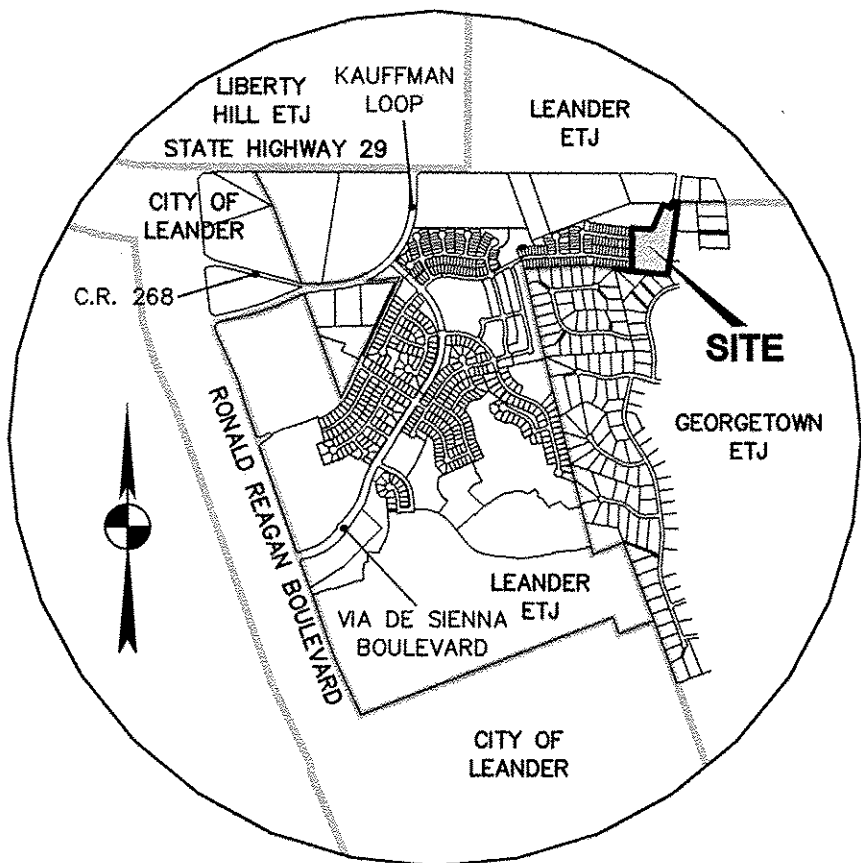 LIBERTY
HILL ETJ
KAUFFMAN
LOOP
LEANDER
ETJ
STATE HIGHWAY 29
CITY OF
LEANDER
C.R. 268
SITE
RONALD REAGAN BOULEVARD
GEORGETOWN
ETJ
LEANDER
ETJ
VIA DE SIENNA
BOULEVARD
CITY OF
LEANDER